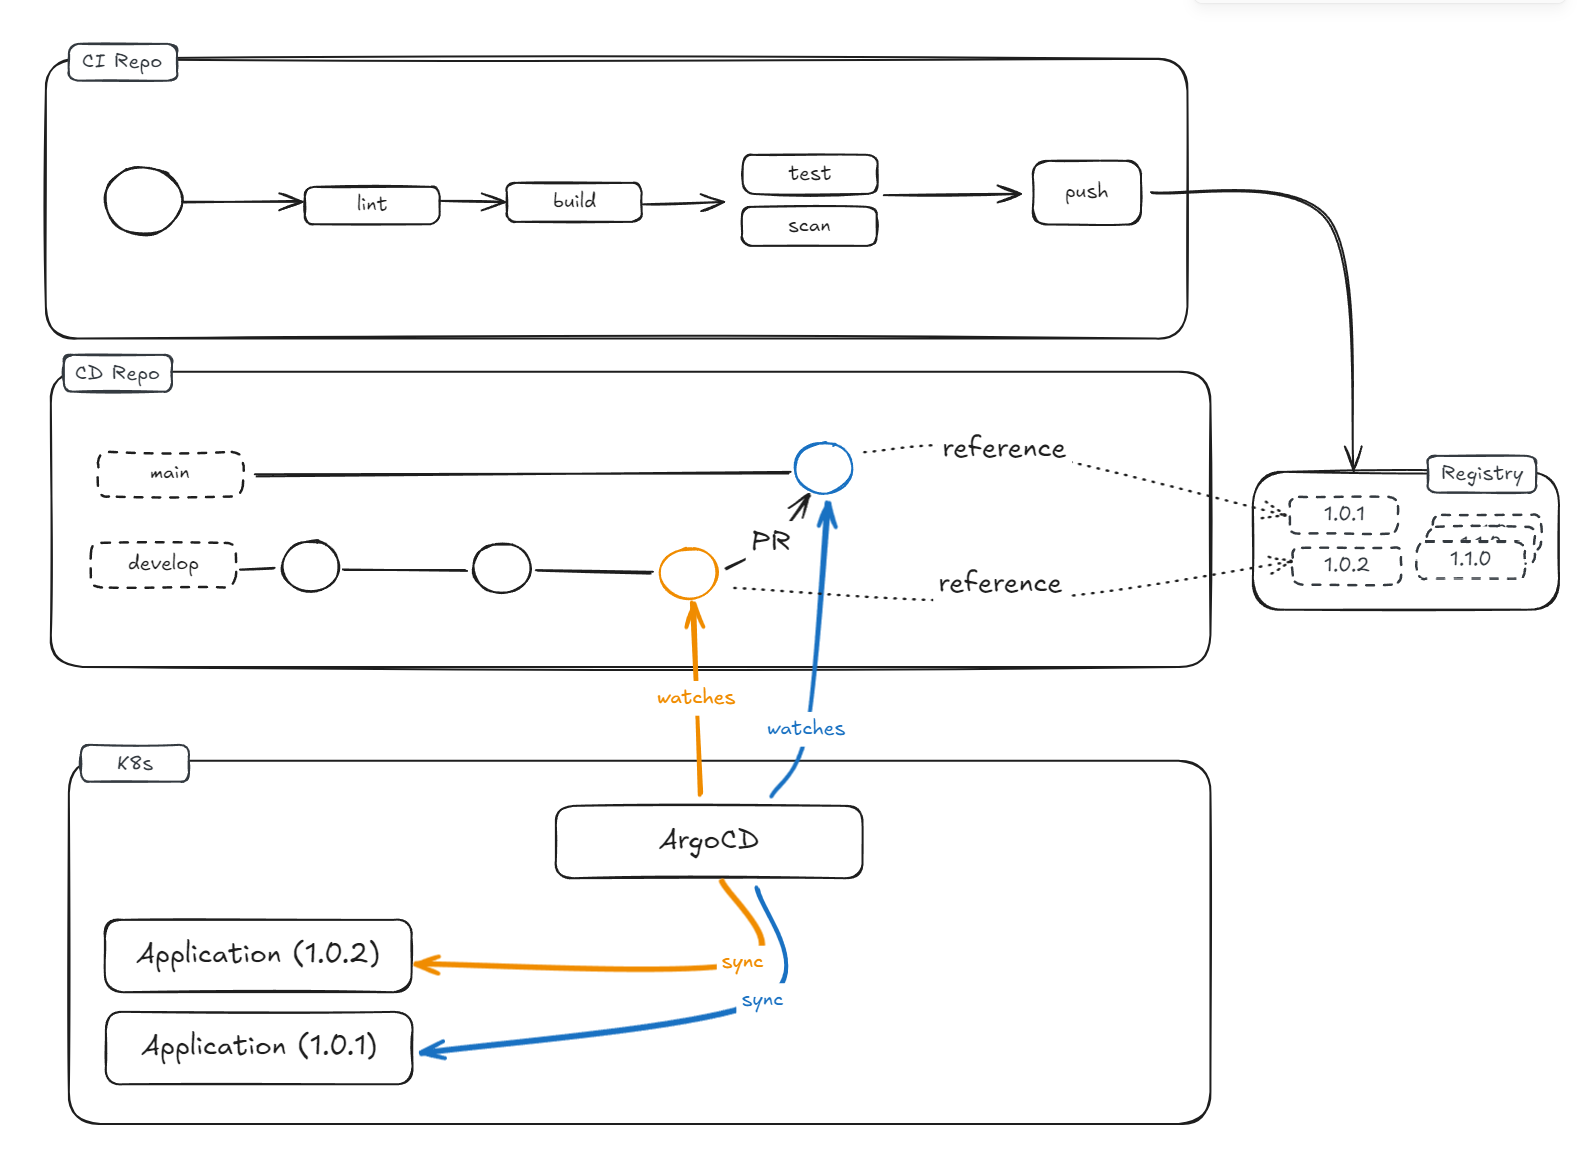 CI Repo
lint
build
test
scan
push
CD Repo
main
reference
Registry
1.0.1
PR
develop
reference
1.0.2
1.1.0
watches
watches
K8s
ArgoCD
Application (1.0.2)
sync
sync
Application (1.0.1)